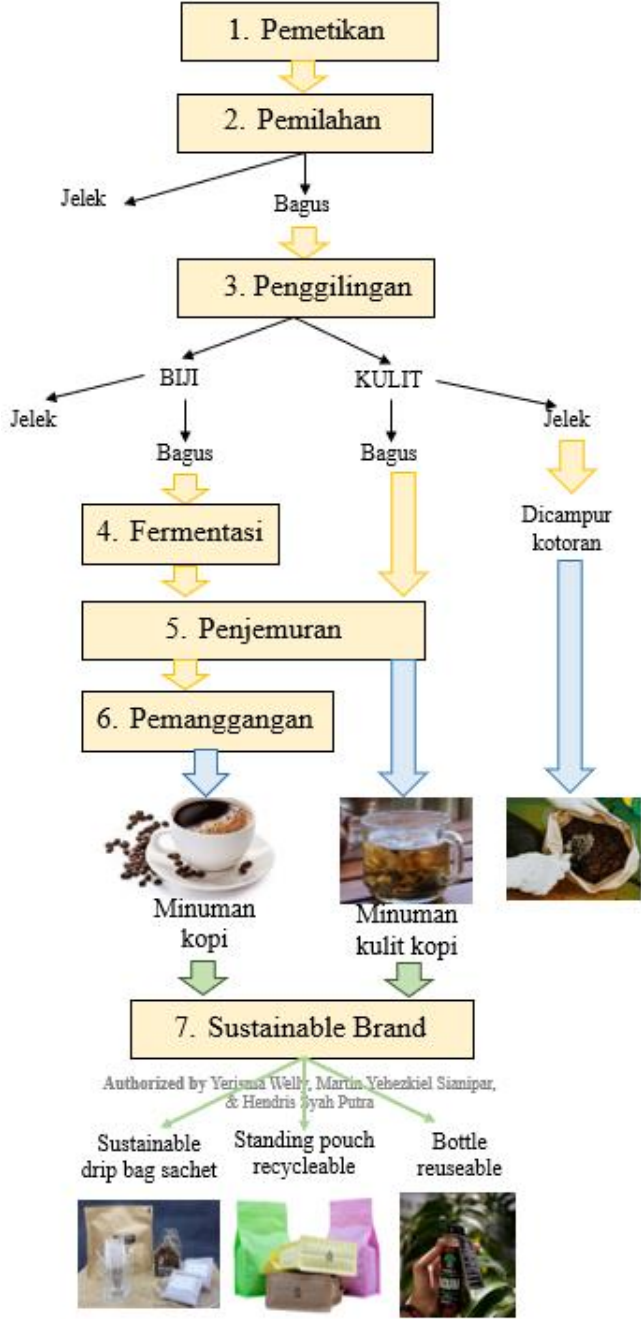 1. Pemetikan
2. Pemilahan
Jelek
Bagus
3. Penggilingan
BIJI
KULIT
Jelek
Jelek
Bagus
Bagus
4. Fermentasi
Dicampur
kotoran
5. Penjemuran
6. Pemanggangan
Minuman
kopi
Minuman
kulit kopi
7. Sustainable Brand
Authorized by Yerisma Welly, Martin Yehezkiel Sianipar,
& Hendris Syah Putra
Sustainable
drip bag sachet
Standing pouch
recycleable
Bottle
reuseable